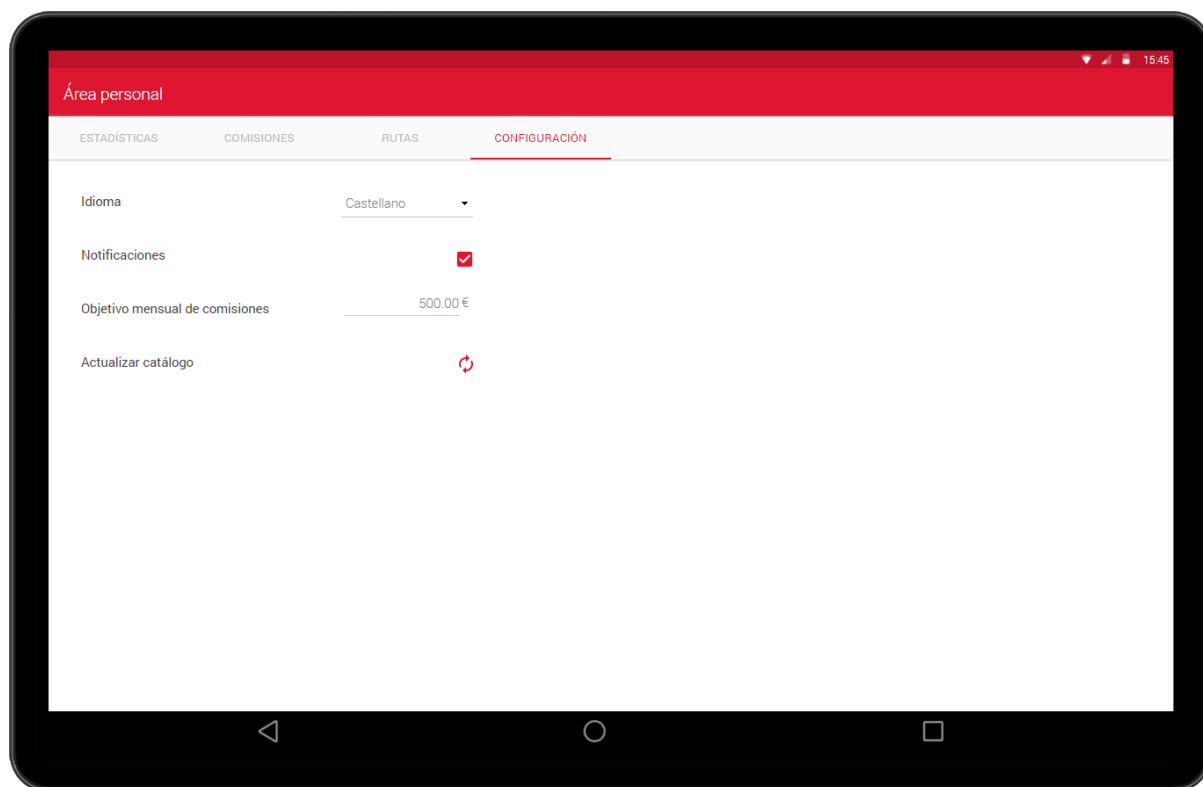 15:45
Área personal
ESTADÍSTICAS COMISIONES RUTAS CONFIGURACIÓN
Idioma Castellano
Notificaciones
Objetivo mensual de comisiones 500.00 €
Actualizar catálogo